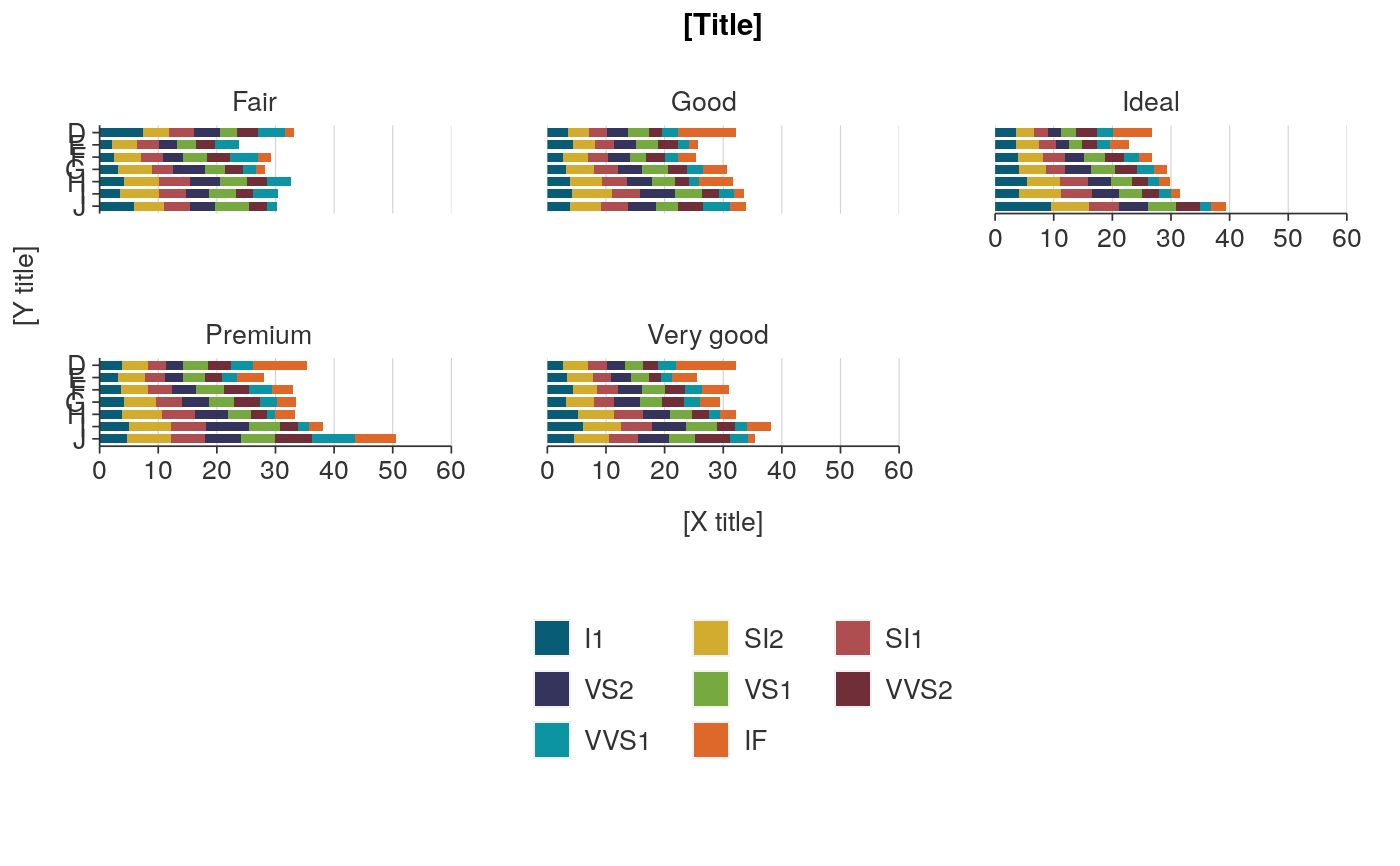 [Title]
Fair Good Ideal
D
E
F
G
H
I
J
0 10 20 30 40 50 60
[Y title]
Premium Very good
D
E
F
G
H
I
J
0 10 20 30 40 50 60 0 10 20 30 40 50 60
[X title]
I1 SI2 SI1
VS2 VS1 VVS2
VVS1 IF